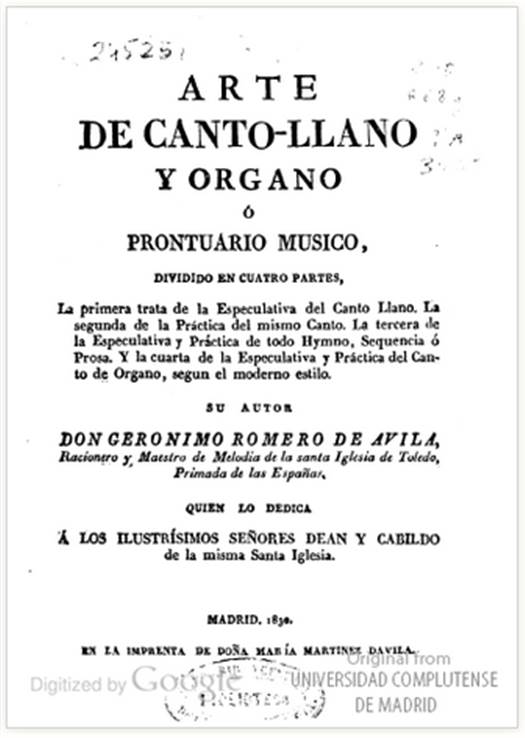 245251
ARTE
DE CANTO-LLANO
Y ORGANO
Ó
PRONTUARIO MUSICO,
DIVIDIDO EN CUATRO PARTES,
La primera trata de la Especulativa del Canto Llano. La
segunda de la Práctica del mismo Canto. La tercera de
la Especulativa y Práctica de todo Hymno, Sequencia ó
Prosa. Y la cuarta de la Especulativa y Práctica del Can-
to de Organo, segun el moderno estilo.
SU AUTOR
DON GERONIMO ROMERO DE AVILA,
Racionero y Maestro de Melodia de la santa Iglesia de Toledo,
Primada de las Españas,
QUIEN LO DEDICA
Á LOS ILUSTRÍSIMOS SEÑORES DEAN Y CABILDO
de la misma Santa Iglesia.
MADRID. 1830.
EN LA IMPRENTA DE DOÑA MARÍA MARTINEZ DAVILA.
Digitized by Google
Original from
UNIVERSIDAD COMPLUTENSE
DE MADRID